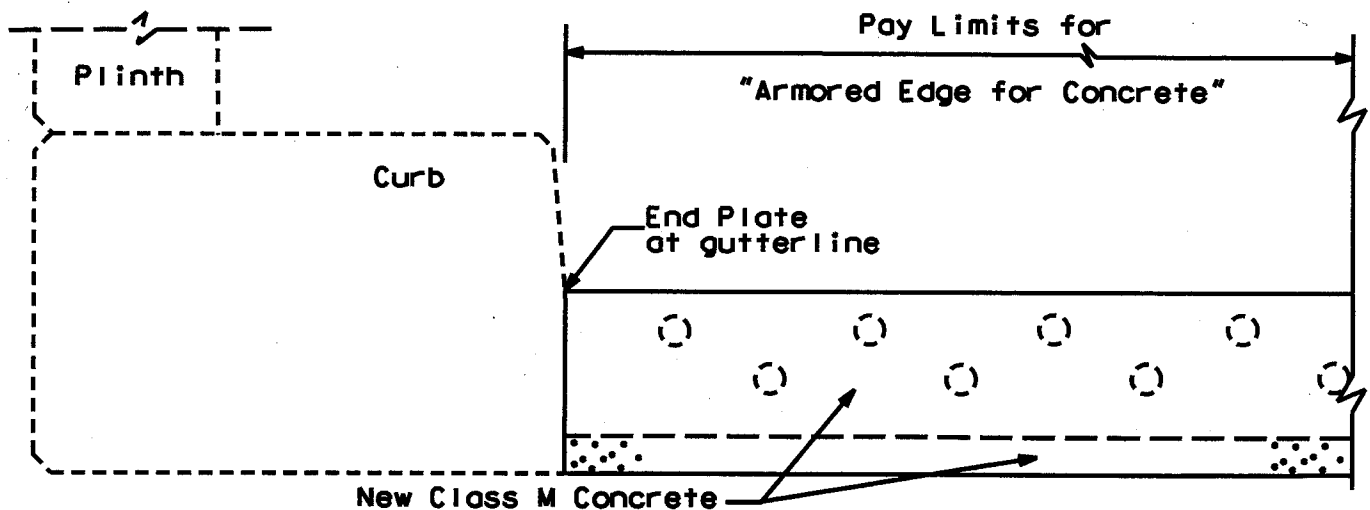 Pay Limits for
"Armored Edge for Concrete"
Plinth
Curb
End Plate
at gutterline
New Class M Concrete